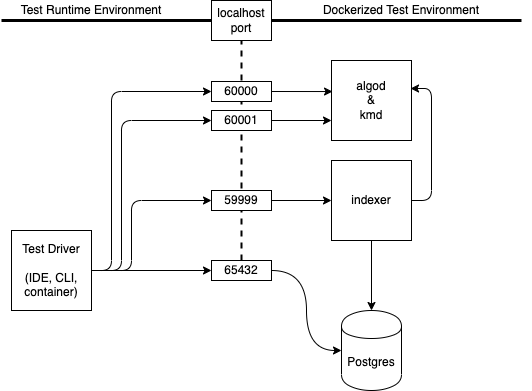 Test Runtime Environment
localhost
port
Dockerized Test Environment
60000
60001
algod
&
kmd
59999
indexer
Test Driver
(IDE, CLI,
container)
65432
Postgres